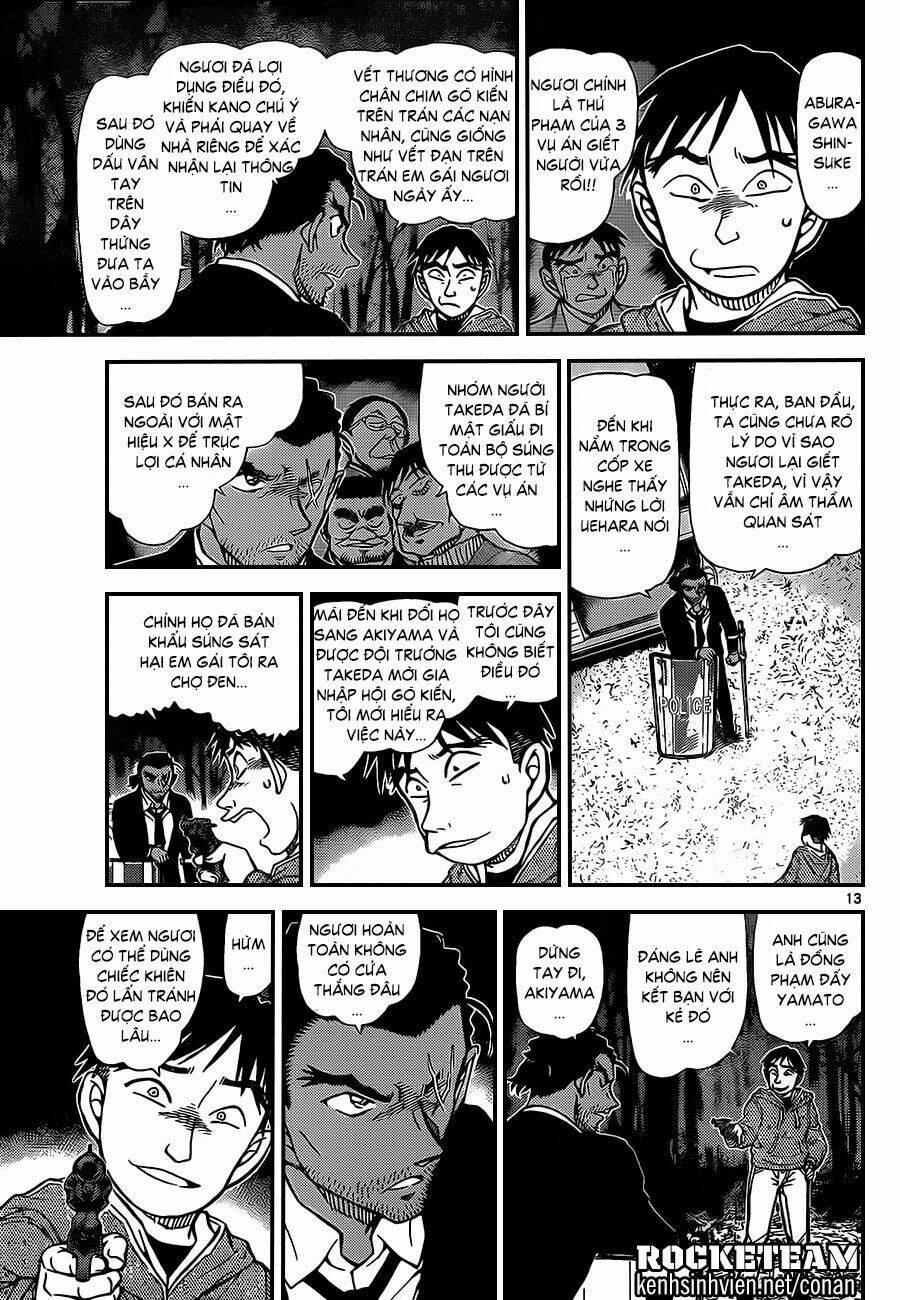 ABURA-
GAWA
SHIN-
SUKE
...
NGƯƠI CHÍNH
LÀ THỦ
PHẠM CỦA 3
VỤ ÁN GIẾT
NGƯỜI VỪA
RỒI!!
VẾT THƯƠNG CÓ HÌNH
CHÂN CHIM GÕ KIẾN
TRÊN TRÁN CÁC NẠN
NHÂN, CŨNG GIỐNG
NHƯ VẾT ĐẠN TRÊN
TRÁN EM GÁI NGƯƠI
NGÀY ẤY...
NGƯƠI ĐÃ LỢI
DỤNG ĐIỀU ĐÓ,
KHIẾN KANO CHÚ Ý
VÀ PHẢI QUAY VỀ
NHÀ RIÊNG ĐỂ XÁC
NHẬN LẠI THÔNG
TIN
...
SAU ĐÓ
DÙNG
DẤU VÂN
TAY
TRÊN
DÂY
THỪNG
ĐƯA TA
VÀO BẪY
...
THỰC RA, BAN ĐẦU,
TA CŨNG CHƯA RÕ
LÝ DO VÌ SAO
NGƯƠI LẠI GIẾT
TAKEDA, VÌ VẬY
VẪN CHỈ ÂM THẦM
QUAN SÁT
...
ĐẾN KHI
NẰM TRONG
CỐP XE
NGHE THẤY
NHỮNG LỜI
UEHARA NÓI
...
POLICE
NHÓM NGƯỜI
TAKEDA ĐÃ BÍ
MẬT GIẤU ĐI
TOÀN BỘ SÚNG
THU ĐƯỢC TỪ
CÁC VỤ ÁN
...
SAU ĐÓ BÁN RA
NGOÀI VỚI MẬT
HIỆU X ĐỂ TRỤC
LỢI CÁ NHÂN
...
TRƯỚC ĐÂY
TÔI CŨNG
KHÔNG BIẾT
ĐIỀU ĐÓ
...
MÃI ĐẾN KHI ĐỔI HỌ
SANG AKIYAMA VÀ
ĐƯỢC ĐỘI TRƯỞNG
TAKEDA MỜI GIA
NHẬP HỘI GÕ KIẾN,
TÔI MỚI HIỂU RA
VIỆC NÀY...
CHÍNH HỌ ĐÃ BÁN
KHẨU SÚNG SÁT
HẠI EM GÁI TÔI RA
CHỢ ĐEN...
13
ANH CŨNG
LÀ ĐỒNG
PHẠM ĐẤY
YAMATO
...
ĐÁNG LẼ ANH
KHÔNG NÊN
KẾT BẠN VỚI
KẺ ĐÓ
...
DỪNG
TAY ĐI,
AKIYAMA
...
NGƯƠI HOÀN
TOÀN KHÔNG
CÓ CỬA
THẮNG ĐÂU
...
HỪM
...
ĐỂ XEM NGƯƠI
CÓ THỂ DÙNG
CHIẾC KHIÊN
ĐÓ LẨN TRÁNH
ĐƯỢC BAO
LÂU...
ROCKETEAM
kenhsinhvien.net/conan